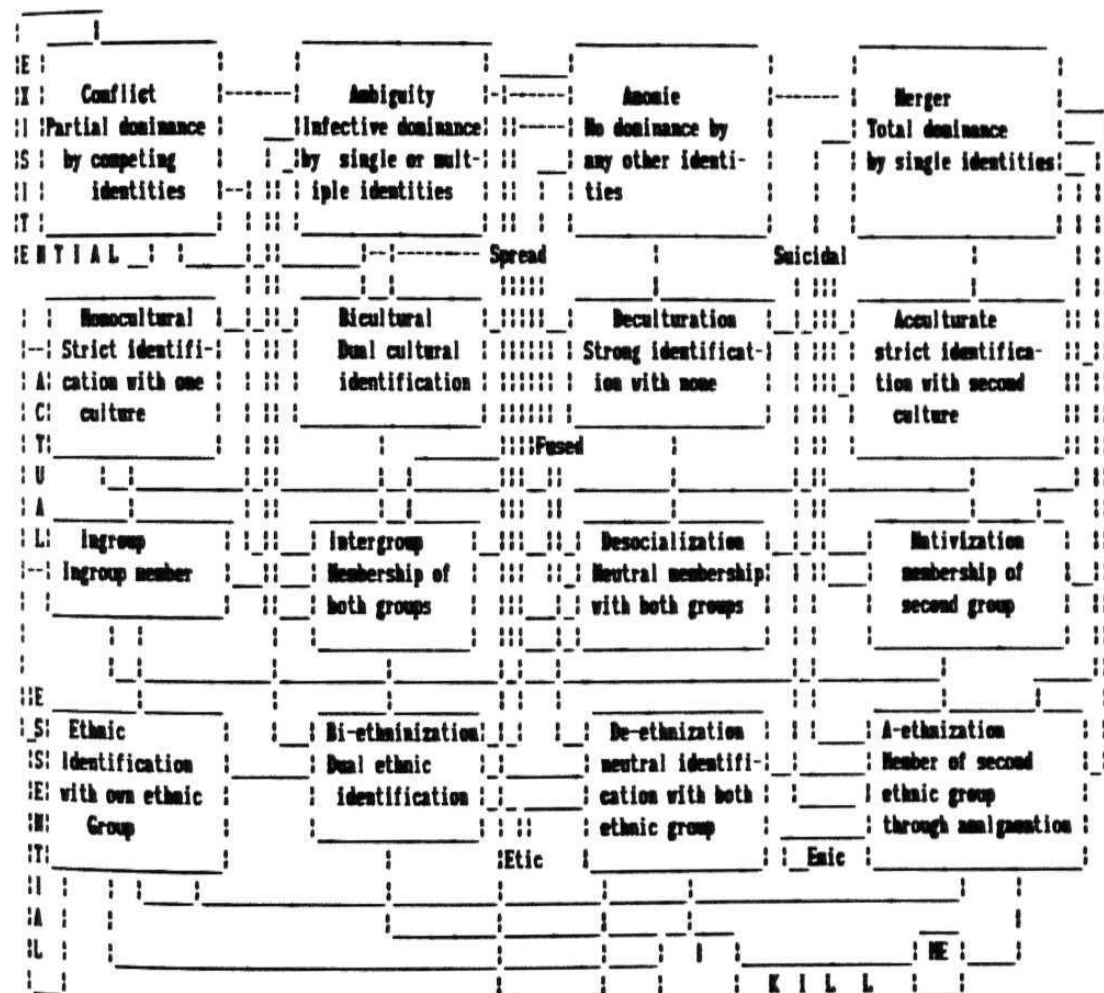 EXISIT
ENTIAL
Conflict
Partial dominance
by competing
identities
Ambiguity
Infective dominance
by single or mult-
iple identities
Anomie
No dominance by
any other identi-
ties
Merger
Total dominance
by single identities
Spread
Suicidal
ACTUAL
Monocultural
Strict identifi-
cation with one
culture
Bicultural
Dual cultural
identification
Deculturation
Strong identificat-
ion with none
Acculturate
strict identifica-
tion with second
culture
Fused
Ingroup
Ingroup member
Intergroup
Membership of
both groups
Desocialization
Neutral membership
with both groups
Nativization
membership of
second group
ESSENTIAL
Ethnic
Identification
with own ethnic
Group
Bi-ethninization
Dual ethnic
identification
De-ethnization
neutral identifi-
cation with both
ethnic group
A-ethnization
Member of second
ethnic group
through amalgamation
Etic
Emic
I
ME
K I L L